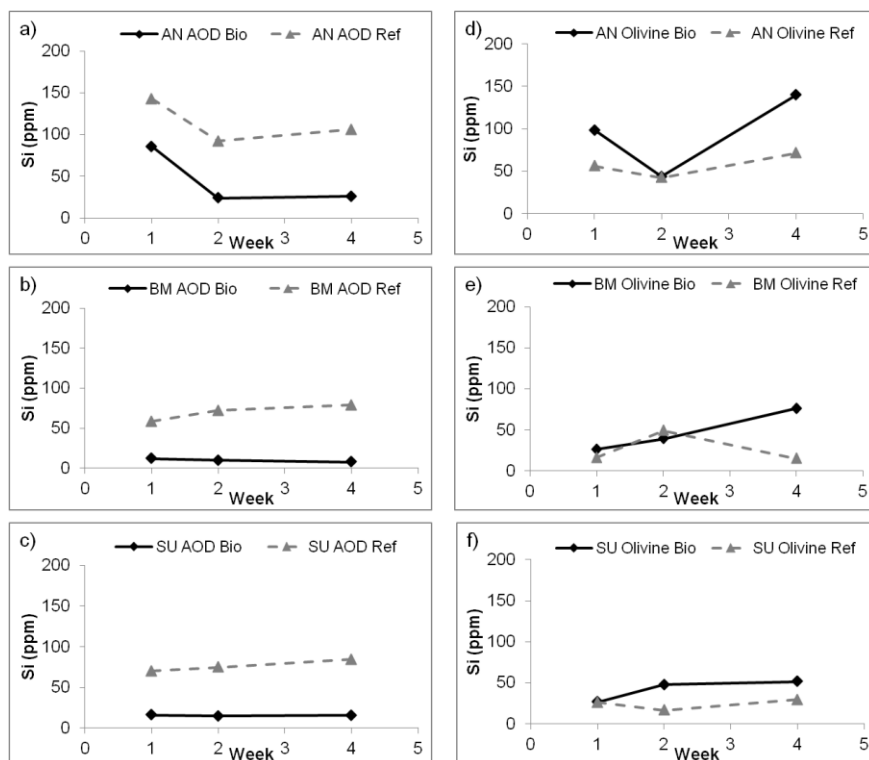 a)
AN AOD Bio AN AOD Ref
200
150
100
50
0
Si (ppm)
0 1 2 3 4 5
Week
d)
AN Olivine Bio AN Olivine Ref
200
150
100
50
0
Si (ppm)
0 1 2 3 4 5
Week
b)
BM AOD Bio BM AOD Ref
200
150
100
50
0
Si (ppm)
0 1 2 3 4 5
Week
e)
BM Olivine Bio BM Olivine Ref
200
150
100
50
0
Si (ppm)
0 1 2 3 4 5
Week
c)
SU AOD Bio SU AOD Ref
200
150
100
50
0
Si (ppm)
0 1 2 3 4 5
Week
f)
SU Olivine Bio SU Olivine Ref
200
150
100
50
0
Si (ppm)
0 1 2 3 4 5
Week